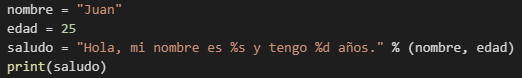 nombre = "Juan"
edad = 25
saludo = "Hola, mi nombre es %s y tengo %d años." % (nombre, edad)
print(saludo)